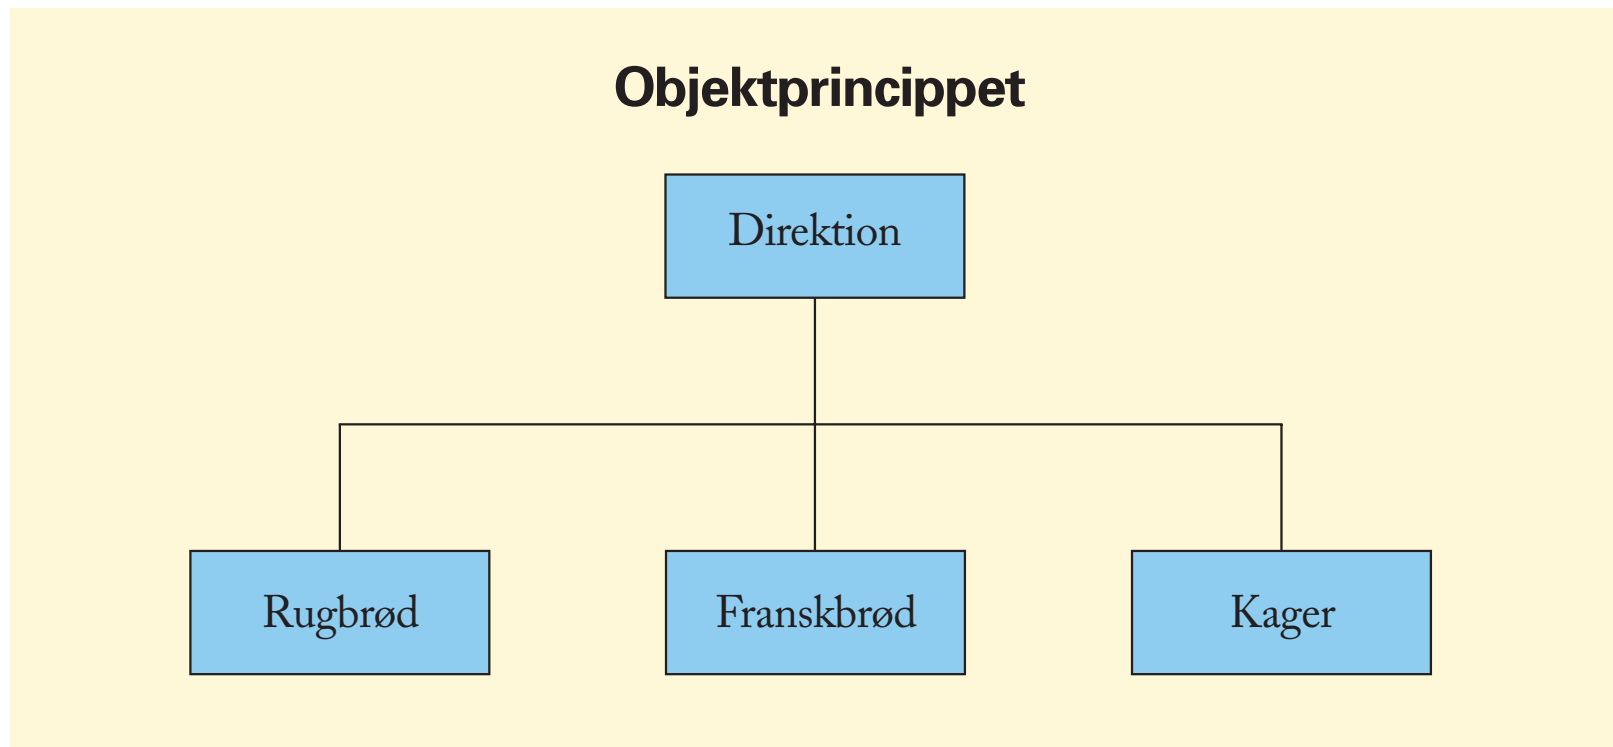 Objektprincippet
Direktion
Rugbrød
Franskbrød
Kager